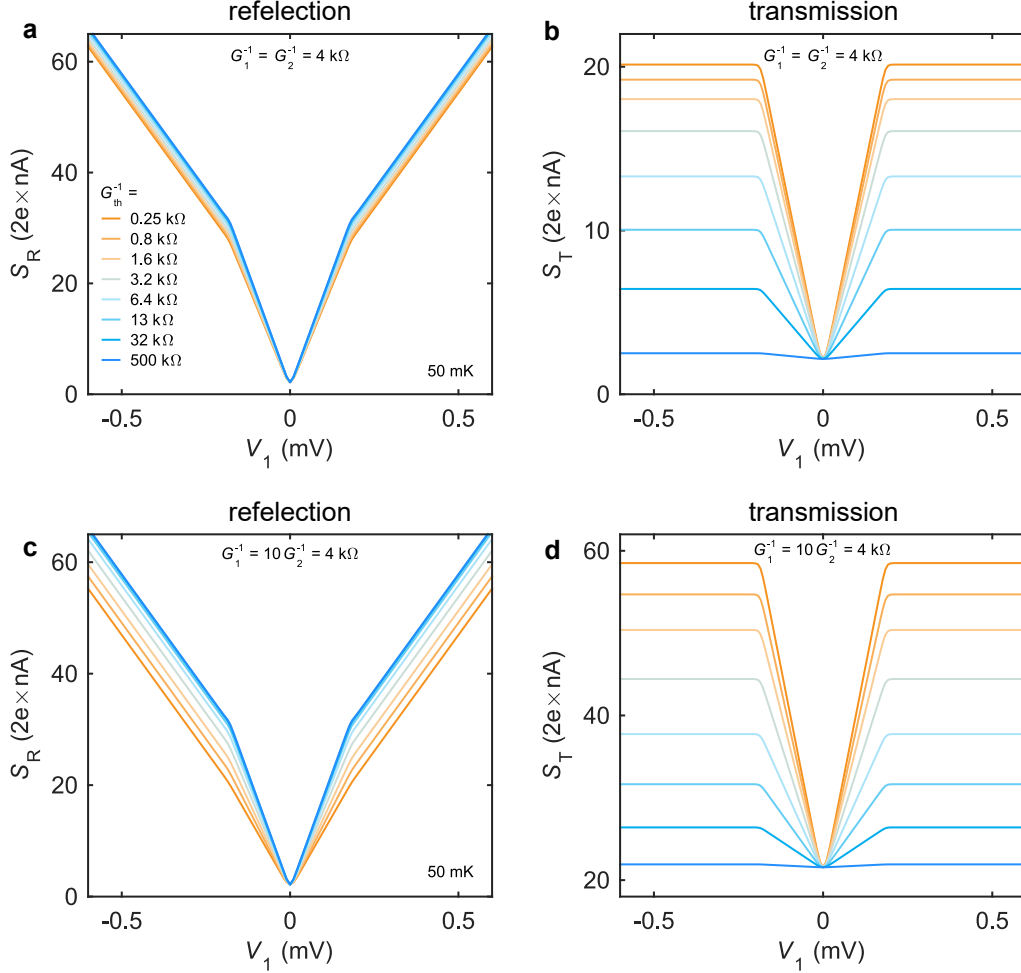 refelection
a
G₁⁻¹ = G₂⁻¹ = 4 kΩ
60
40
20
0
S_R (2e×nA)
G_th⁻¹ =
0.25 kΩ
0.8 kΩ
1.6 kΩ
3.2 kΩ
6.4 kΩ
13 kΩ
32 kΩ
500 kΩ
50 mK
-0.5 0 0.5
V₁ (mV)
transmission
b
G₁⁻¹ = G₂⁻¹ = 4 kΩ
20
10
0
S_T (2e×nA)
-0.5 0 0.5
V₁ (mV)
refelection
c
G₁⁻¹ = 10 G₂⁻¹ = 4 kΩ
60
40
20
0
S_R (2e×nA)
50 mK
-0.5 0 0.5
V₁ (mV)
transmission
d
G₁⁻¹ = 10 G₂⁻¹ = 4 kΩ
60
40
20
S_T (2e×nA)
-0.5 0 0.5
V₁ (mV)